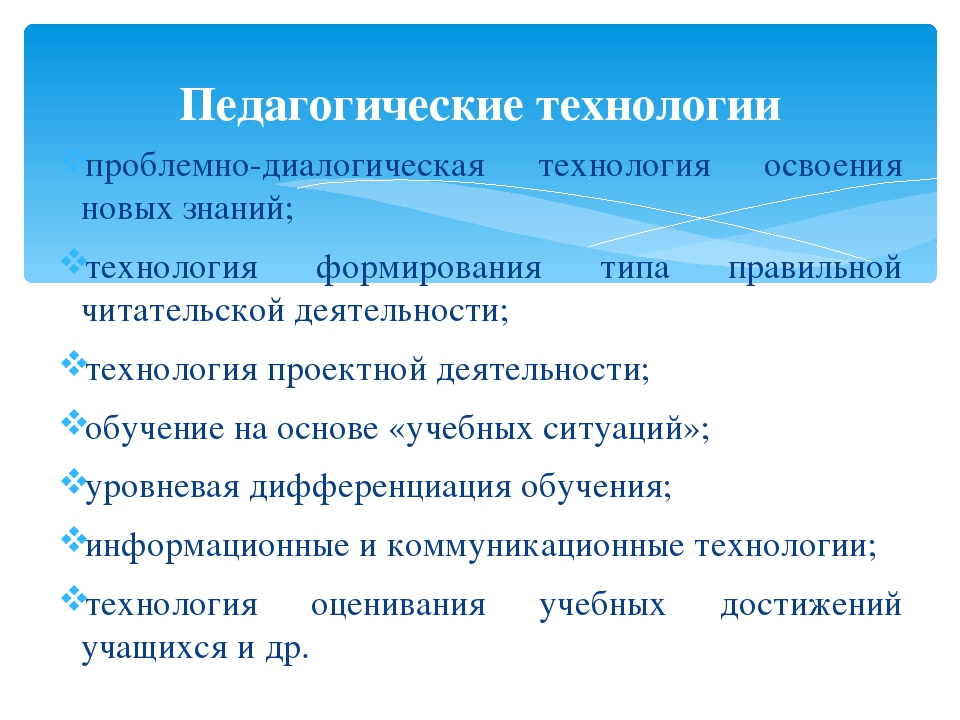 Педагогические технологии
проблемно-диалогическая технология освоения
новых знаний;
технология формирования типа правильной
читательской деятельности;
технология проектной деятельности;
обучение на основе «учебных ситуаций»;
уровневая дифференциация обучения;
информационные и коммуникационные технологии;
технология оценивания учебных достижений
учащихся и др.